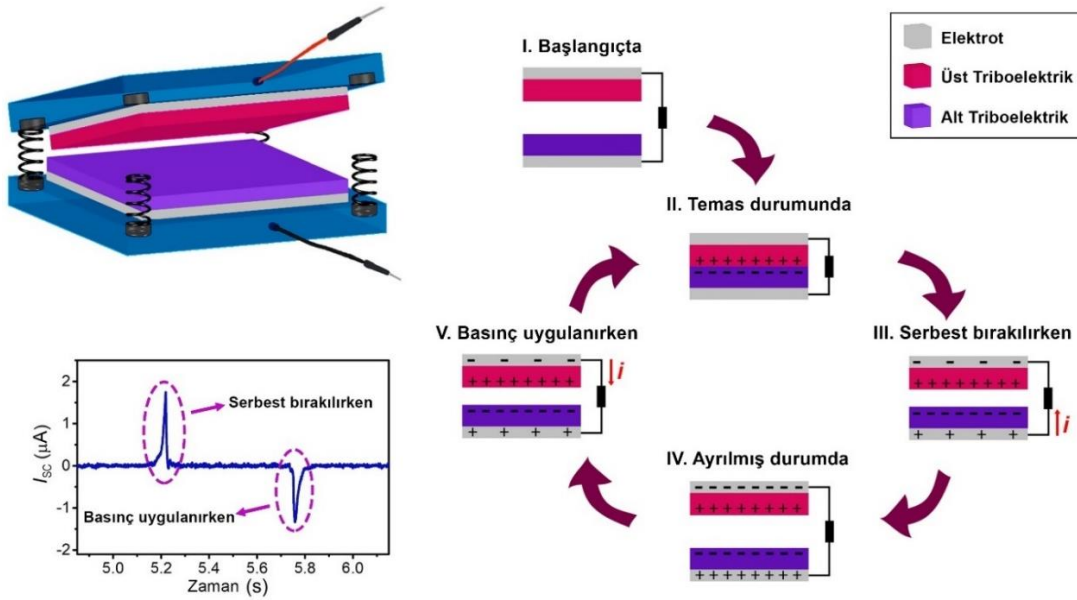 I. Başlangıçta
Elektrot
Üst Triboelektrik
Alt Triboelektrik
II. Temas durumunda
+ + + + + + + +
- - - - - - - -
III. Serbest bırakılırken
- - - -
+ + + + + + + +
i
- - - - - - - -
+ + + +
IV. Ayrılmış durumda
- - - - - - - -
+ + + + + + + +
- - - - - - - -
+ + + + + + + +
V. Basınç uygulanırken
- - - -
+ + + + + + + +
i
- - - - - - - -
+ + + +
2
1
0
-1
-2
ISC (µA)
Serbest bırakılırken
Basınç uygulanırken
5.0 5.2 5.4 5.6 5.8 6.0
Zaman (s)